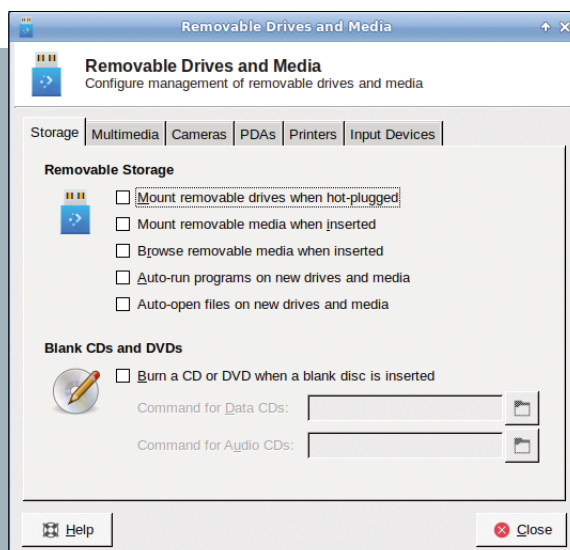 Removable Drives and Media
Removable Drives and Media
Configure management of removable drives and media
Storage Multimedia Cameras PDAs Printers Input Devices
Removable Storage
Mount removable drives when hot-plugged
Mount removable media when inserted
Browse removable media when inserted
Auto-run programs on new drives and media
Auto-open files on new drives and media
Blank CDs and DVDs
Burn a CD or DVD when a blank disc is inserted
Command for Data CDs:
Command for Audio CDs:
Help Close